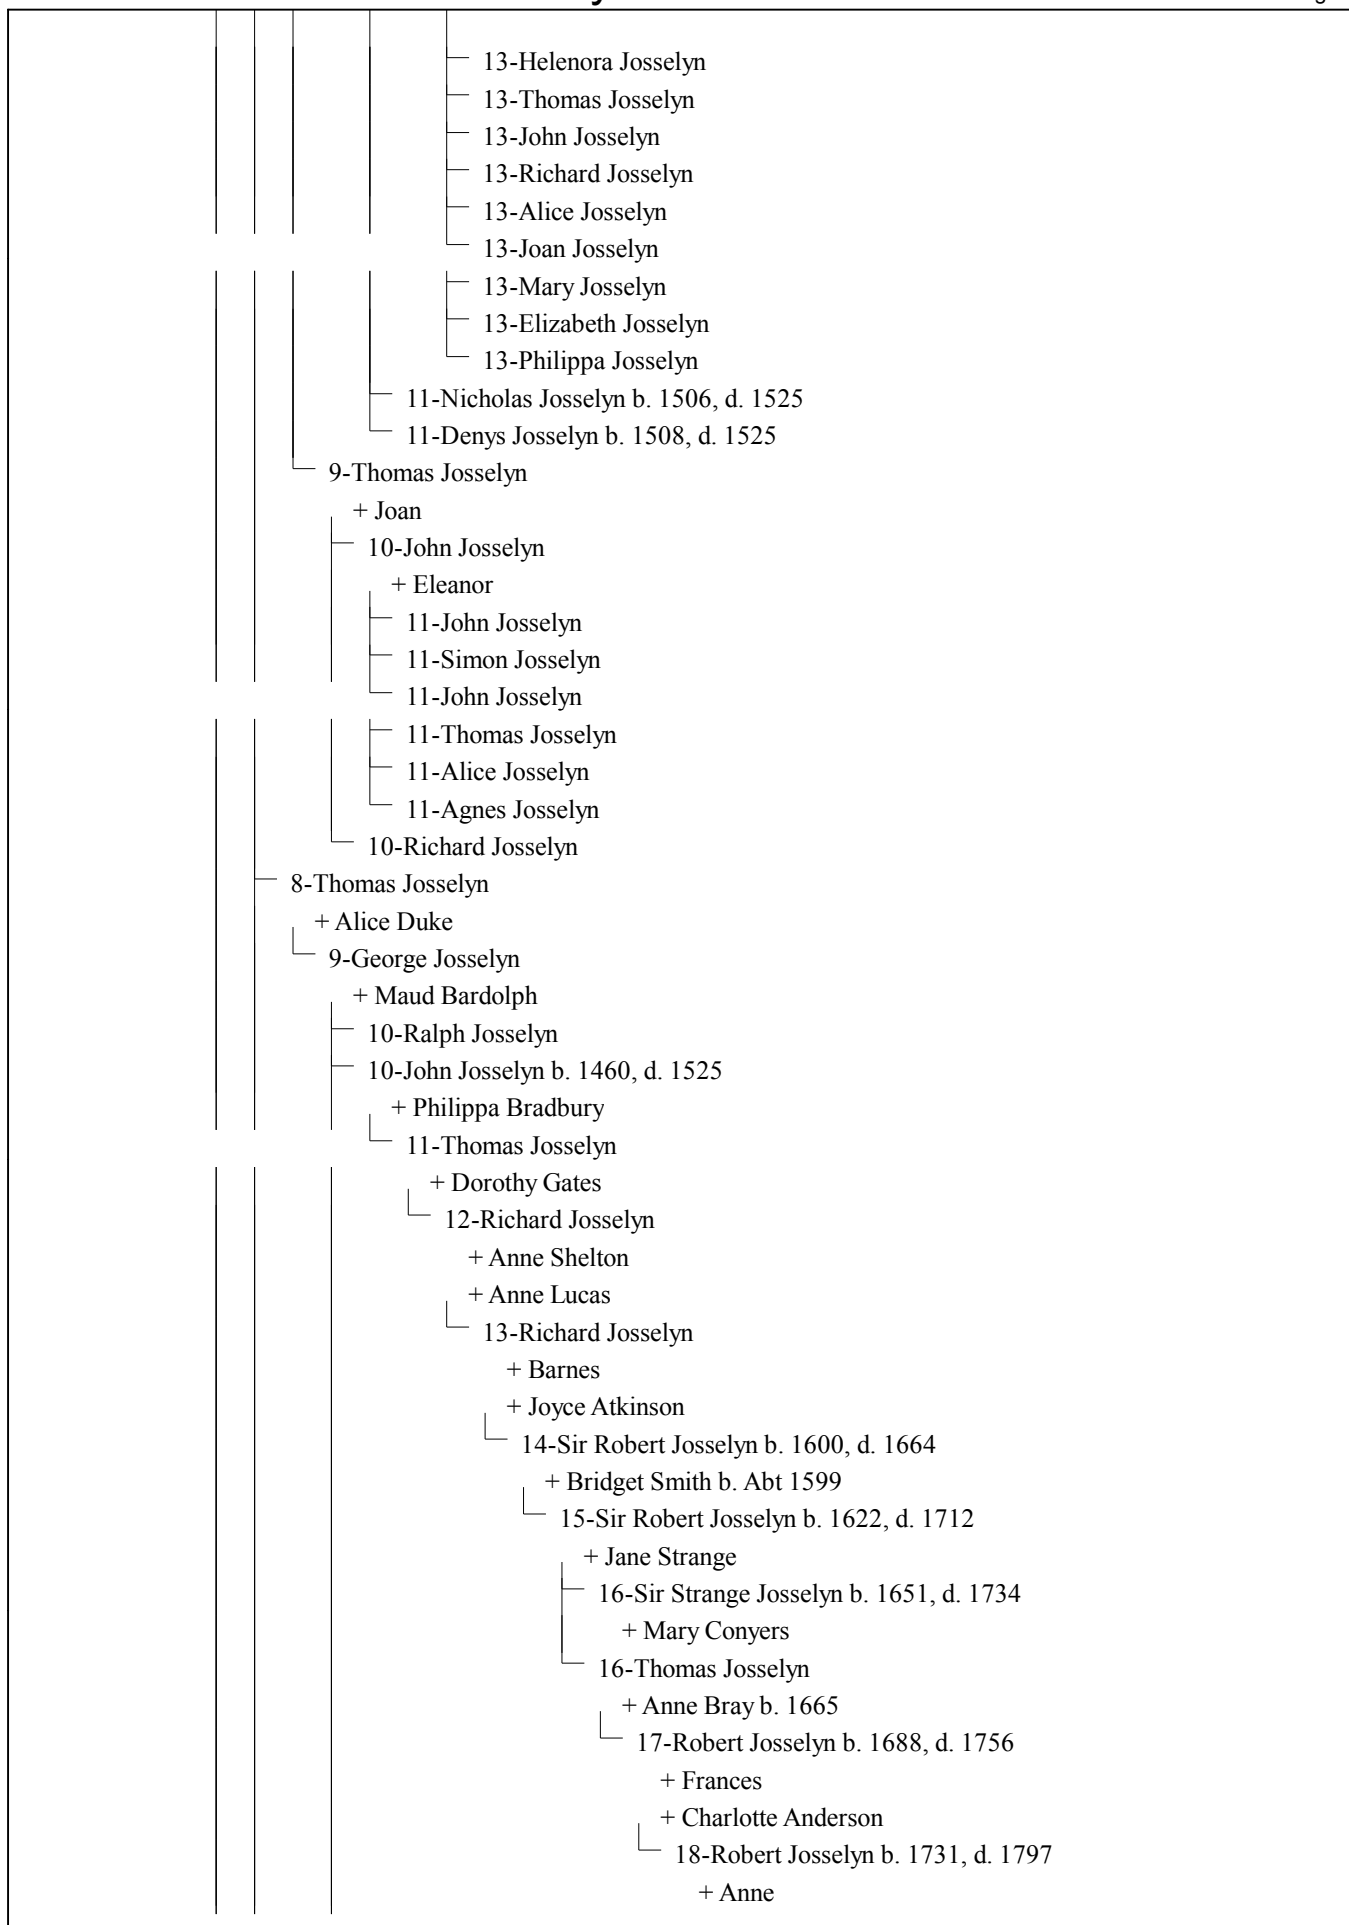 13-Helenora Josselyn
13-Thomas Josselyn
13-John Josselyn
13-Richard Josselyn
13-Alice Josselyn
13-Joan Josselyn
13-Mary Josselyn
13-Elizabeth Josselyn
13-Philippa Josselyn
11-Nicholas Josselyn b. 1506, d. 1525
11-Denys Josselyn b. 1508, d. 1525
9-Thomas Josselyn
+ Joan
10-John Josselyn
+ Eleanor
11-John Josselyn
11-Simon Josselyn
11-John Josselyn
11-Thomas Josselyn
11-Alice Josselyn
11-Agnes Josselyn
10-Richard Josselyn
8-Thomas Josselyn
+ Alice Duke
9-George Josselyn
+ Maud Bardolph
10-Ralph Josselyn
10-John Josselyn b. 1460, d. 1525
+ Philippa Bradbury
11-Thomas Josselyn
+ Dorothy Gates
12-Richard Josselyn
+ Anne Shelton
+ Anne Lucas
13-Richard Josselyn
+ Barnes
+ Joyce Atkinson
14-Sir Robert Josselyn b. 1600, d. 1664
+ Bridget Smith b. Abt 1599
15-Sir Robert Josselyn b. 1622, d. 1712
+ Jane Strange
16-Sir Strange Josselyn b. 1651, d. 1734
+ Mary Conyers
16-Thomas Josselyn
+ Anne Bray b. 1665
17-Robert Josselyn b. 1688, d. 1756
+ Frances
+ Charlotte Anderson
18-Robert Josselyn b. 1731, d. 1797
+ Anne